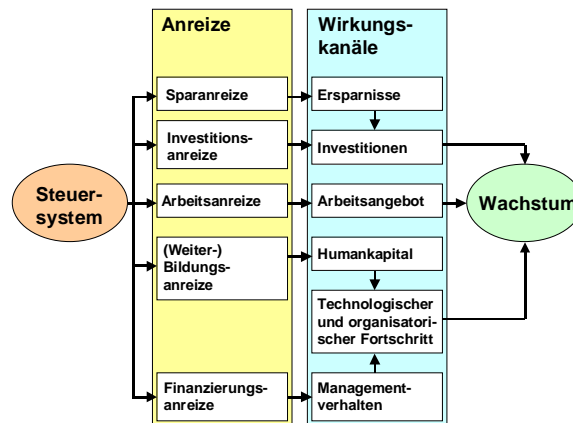 Anreize
Wirkungs-
kanäle
Sparanreize
Ersparnisse
Investitions-
anreize
Investitionen
Steuer-
system
Arbeitsanreize
Arbeitsangebot
Wachstum
(Weiter-)
Bildungs-
anreize
Humankapital
Technologischer
und organisatori-
scher Fortschritt
Finanzierungs-
anreize
Management-
verhalten